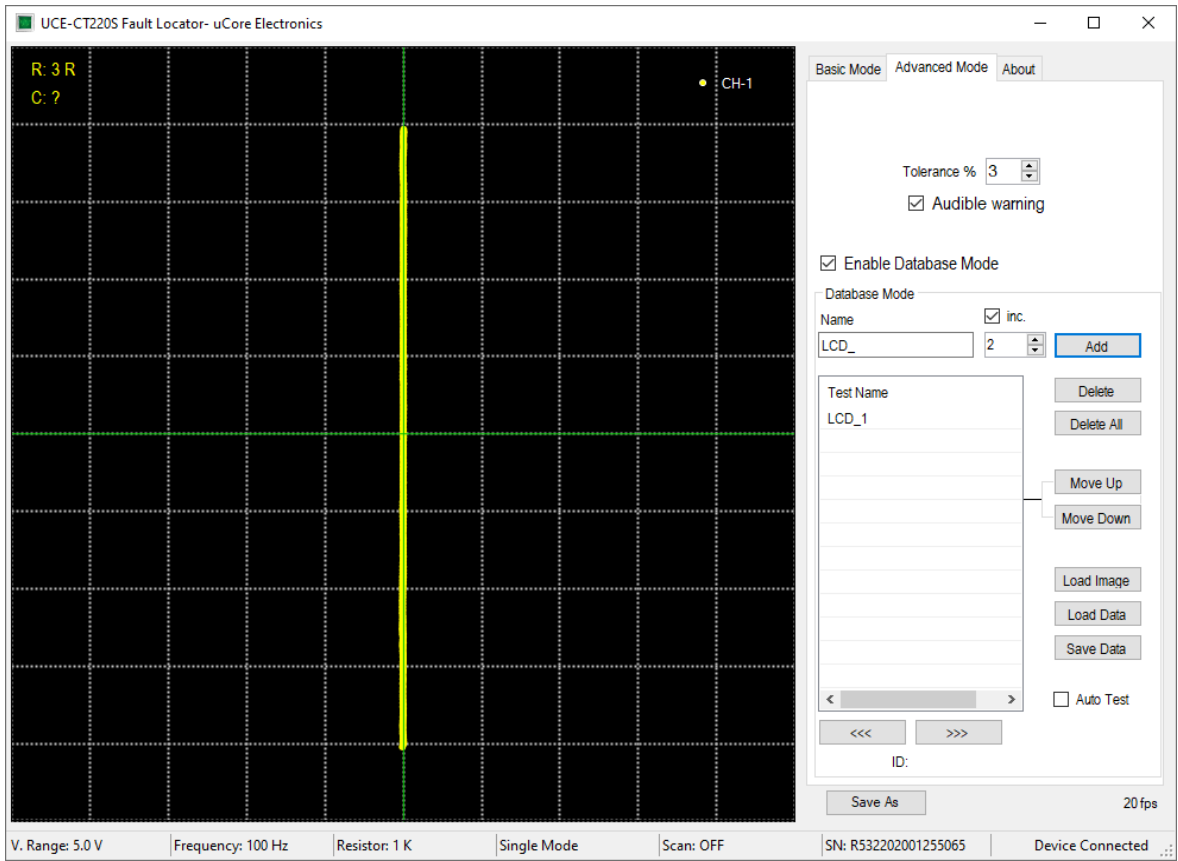 UCE-CT220S Fault Locator- uCore Electronics
R: 3 R
C: ?
CH-1
Basic Mode
Advanced Mode
About
Tolerance % 3
Audible warning
Enable Database Mode
Database Mode
Name
inc.
LCD_
2
Add
Test Name
LCD_1
Delete
Delete All
Move Up
Move Down
Load Image
Load Data
Save Data
Auto Test
<<<
>>>
ID:
Save As
20 fps
V. Range: 5.0 V
Frequency: 100 Hz
Resistor: 1 K
Single Mode
Scan: OFF
SN: R532202001255065
Device Connected